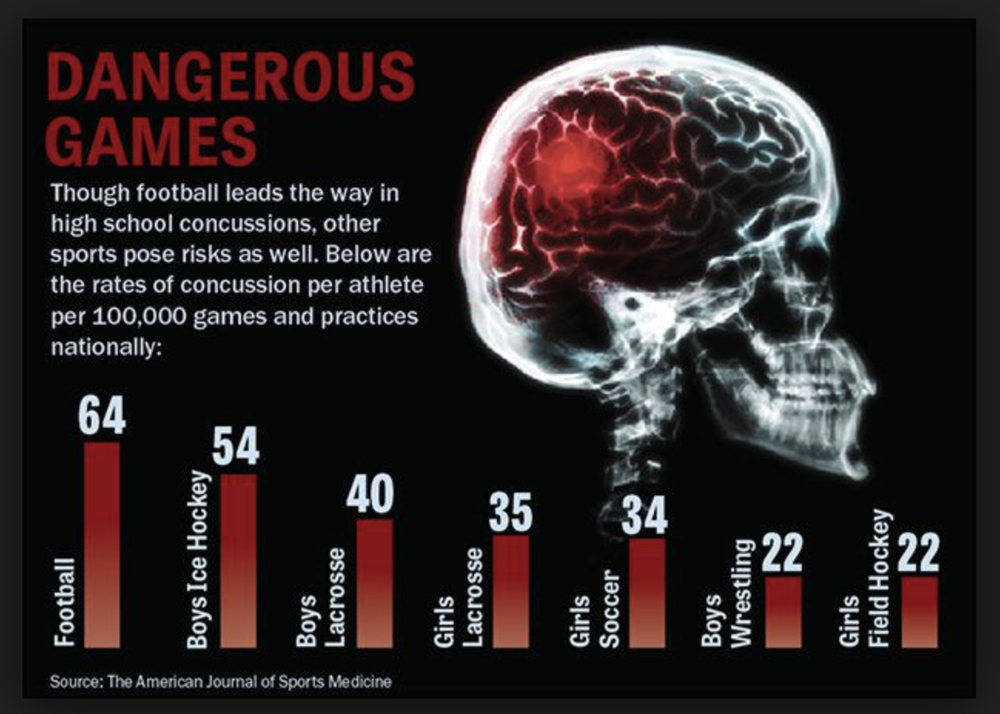 DANGEROUS
GAMES
Though football leads the way in
high school concussions, other
sports pose risks as well. Below are
the rates of concussion per athlete
per 100,000 games and practices
nationally:
64
Football
54
Boys Ice Hockey
40
Boys
Lacrosse
35
Girls
Lacrosse
34
Girls
Soccer
22
Boys
Wrestling
22
Girls
Field Hockey
Source: The American Journal of Sports Medicine